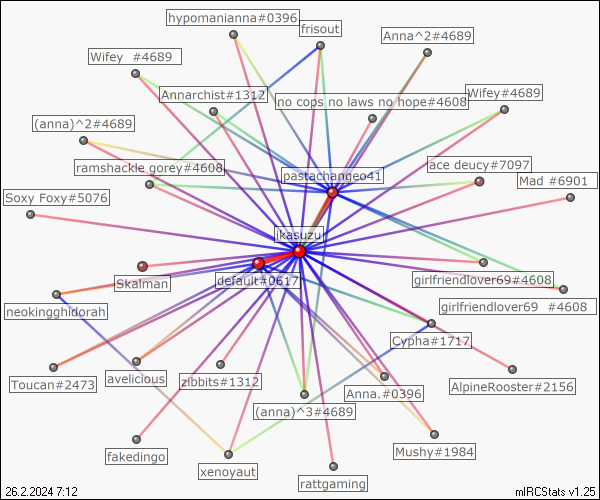 hypomanianna#0396
frisout
Anna^2#4689
Wifey #4689
Annarchist#1312
no cops no laws no hope#4608
Wifey#4689
(anna)^2#4689
ramshackle gorey#4608
pastachangeo41
ace deucy#7097
Mad #6901
Soxy Foxy#5076
ikasuzu
Skalman
default#0617
girlfriendlover69#4608
neokingghidorah
girlfriendlover69 #4608
Cypha#1717
Toucan#2473
avelicious
zibbits#1312
Anna.#0396
AlpineRooster#2156
(anna)^3#4689
fakedingo
xenoyaut
Mushy#1984
rattgaming
26.2.2024 7:12
mIRCStats v1.25